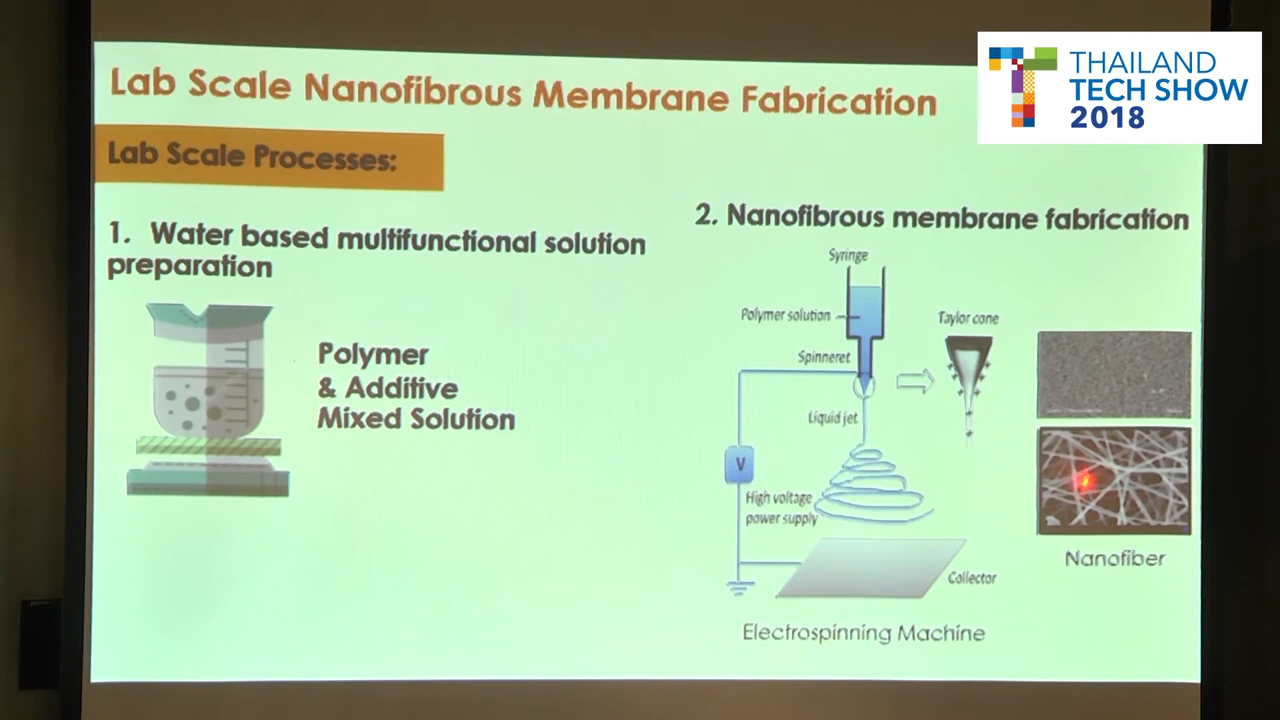 THAILAND
TECH SHOW
2018
Lab Scale Nanofibrous Membrane Fabrication
Lab Scale Processes:
1. Water based multifunctional solution
preparation
Polymer
& Additive
Mixed Solution
2. Nanofibrous membrane fabrication
Syringe
Polymer solution
Taylor cone
Spinneret
Liquid jet
V
High voltage
power supply
Collector
Nanofiber
Electrospinning Machine